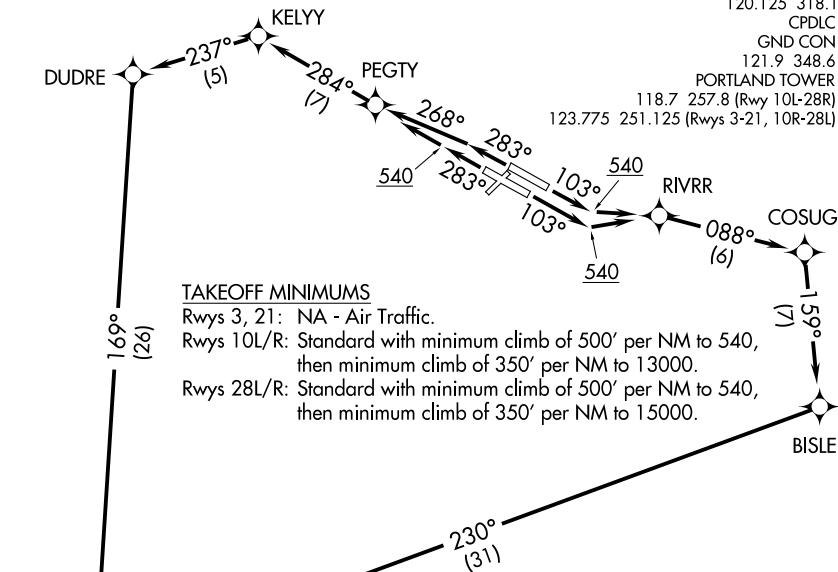 120.125 318.1
CPDLC
GND CON
121.9 348.6
PORTLAND TOWER
118.7 257.8 (Rwy 10L-28R)
123.775 251.125 (Rwys 3-21, 10R-28L)
KELYY
237°
(5)
DUDRE
284°
(7)
PEGTY
268°
283°
540
283°
103°
540
103°
540
RIVRR
088°
(6)
COSUG
159°
(7)
BISLE
169°
(26)
TAKEOFF MINIMUMS
Rwys 3, 21: NA - Air Traffic.
Rwys 10L/R: Standard with minimum climb of 500' per NM to 540,
then minimum climb of 350' per NM to 13000.
Rwys 28L/R: Standard with minimum climb of 500' per NM to 540,
then minimum climb of 350' per NM to 15000.
230°
(31)